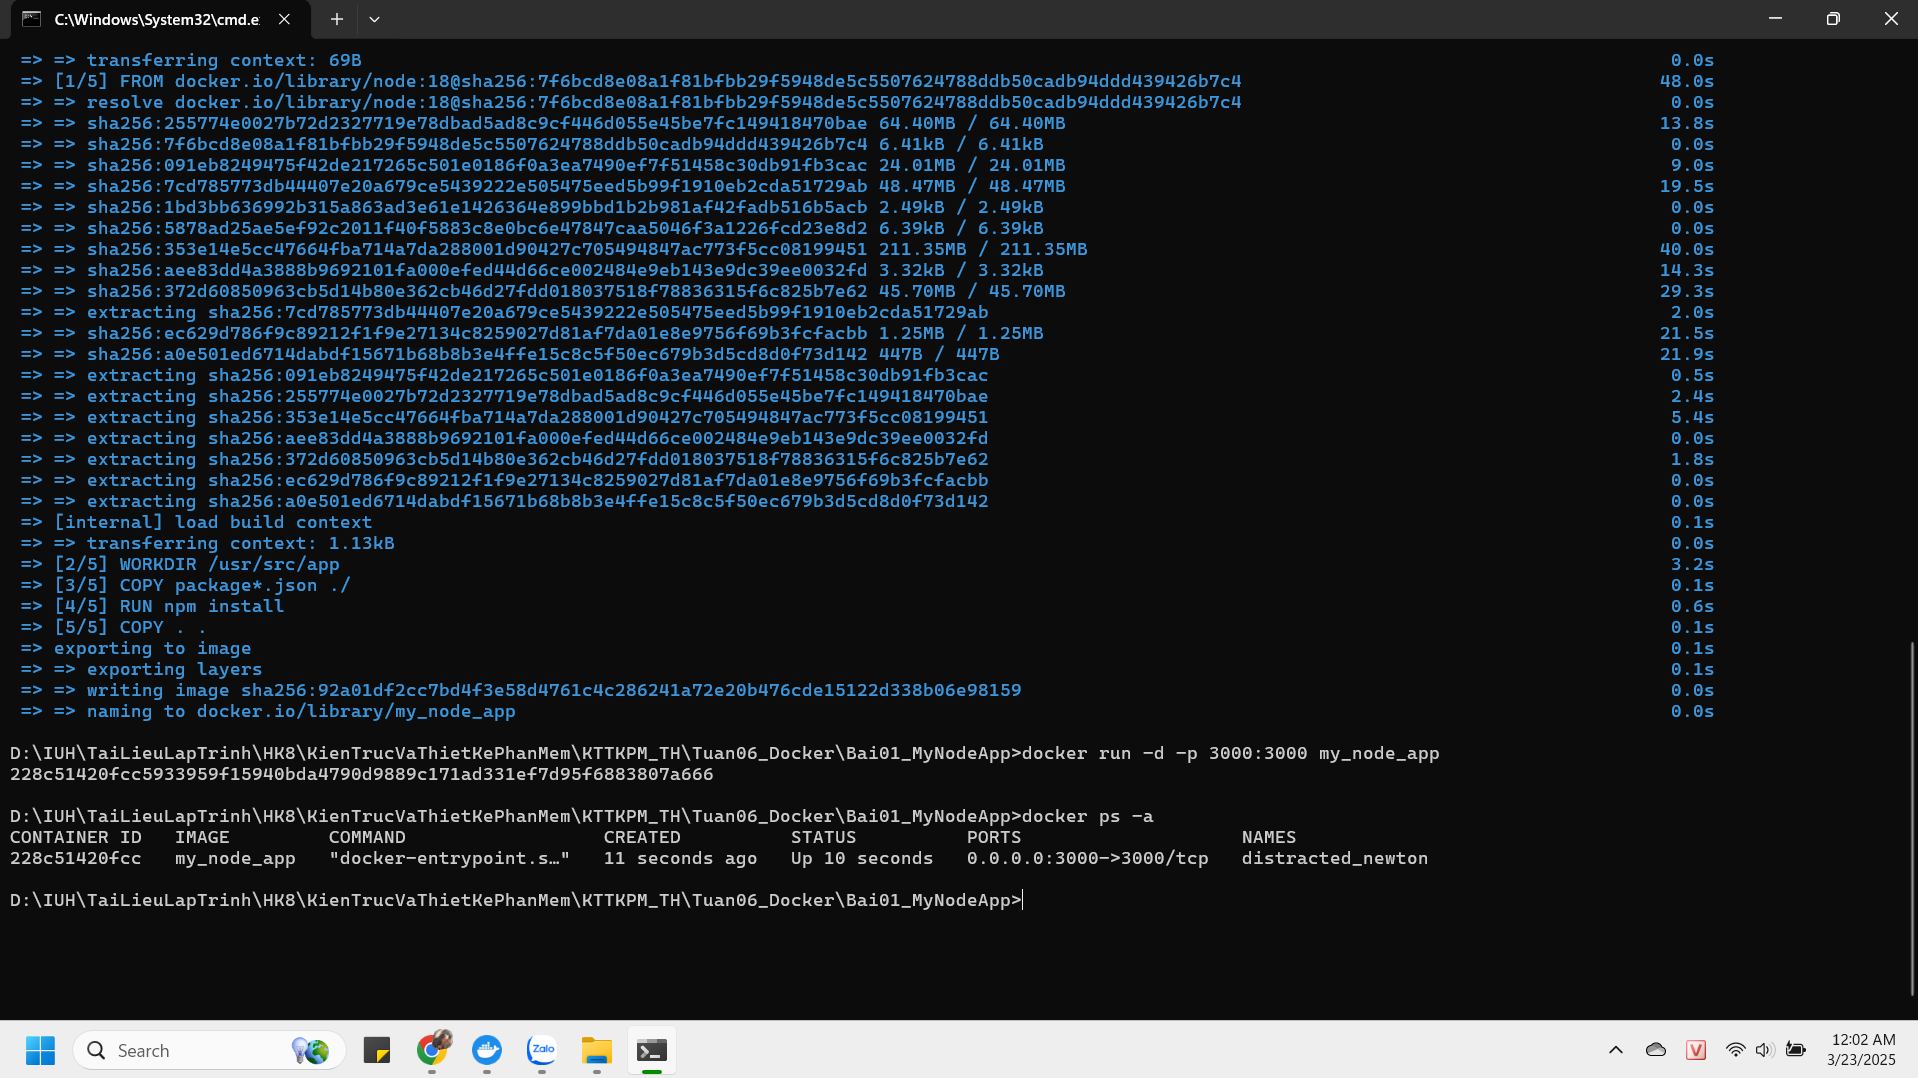 C:\Windows\System32\cmd.e
=> => transferring context: 69B 0.0s
=> [1/5] FROM docker.io/library/node:18@sha256:7f6bcd8e08a1f81bfbb29f5948de5c5507624788ddb50cadb94ddd439426b7c4 48.0s
=> => resolve docker.io/library/node:18@sha256:7f6bcd8e08a1f81bfbb29f5948de5c5507624788ddb50cadb94ddd439426b7c4 0.0s
=> => sha256:255774e0027b72d2327719e78dbad5ad8c9cf446d055e45be7fc149418470bae 64.40MB / 64.40MB 13.8s
=> => sha256:7f6bcd8e08a1f81bfbb29f5948de5c5507624788ddb50cadb94ddd439426b7c4 6.41kB / 6.41kB 0.0s
=> => sha256:091eb8249475f42de217265c501e0186f0a3ea7490ef7f51458c30db91fb3cac 24.01MB / 24.01MB 9.0s
=> => sha256:7cd785773db44407e20a679ce5439222e505475eed5b99f1910eb2cda51729ab 48.47MB / 48.47MB 19.5s
=> => sha256:1bd3bb636992b315a863ad3e61e1426364e899bbd1b2b981af42fadb516b5acb 2.49kB / 2.49kB 0.0s
=> => sha256:5878ad25ae5ef92c2011f40f5883c8e0bc6e47847caa5046f3a1226fcd23e8d2 6.39kB / 6.39kB 0.0s
=> => sha256:353e14e5cc47664fba714a7da288001d90427c705494847ac773f5cc08199451 211.35MB / 211.35MB 40.0s
=> => sha256:aee83dd4a3888b9692101fa000efed44d66ce002484e9eb143e9dc39ee0032fd 3.32kB / 3.32kB 14.3s
=> => sha256:372d60850963cb5d14b80e362cb46d27fdd018037518f78836315f6c825b7e62 45.70MB / 45.70MB 29.3s
=> => extracting sha256:7cd785773db44407e20a679ce5439222e505475eed5b99f1910eb2cda51729ab 2.0s
=> => sha256:ec629d786f9c89212f1f9e27134c8259027d81af7da01e8e9756f69b3fcfacbb 1.25MB / 1.25MB 21.5s
=> => sha256:a0e501ed6714dabdf15671b68b8b3e4ffe15c8c5f50ec679b3d5cd8d0f73d142 447B / 447B 21.9s
=> => extracting sha256:091eb8249475f42de217265c501e0186f0a3ea7490ef7f51458c30db91fb3cac 0.5s
=> => extracting sha256:255774e0027b72d2327719e78dbad5ad8c9cf446d055e45be7fc149418470bae 2.4s
=> => extracting sha256:353e14e5cc47664fba714a7da288001d90427c705494847ac773f5cc08199451 5.4s
=> => extracting sha256:aee83dd4a3888b9692101fa000efed44d66ce002484e9eb143e9dc39ee0032fd 0.0s
=> => extracting sha256:372d60850963cb5d14b80e362cb46d27fdd018037518f78836315f6c825b7e62 1.8s
=> => extracting sha256:ec629d786f9c89212f1f9e27134c8259027d81af7da01e8e9756f69b3fcfacbb 0.0s
=> => extracting sha256:a0e501ed6714dabdf15671b68b8b3e4ffe15c8c5f50ec679b3d5cd8d0f73d142 0.0s
=> [internal] load build context 0.1s
=> => transferring context: 1.13kB 0.0s
=> [2/5] WORKDIR /usr/src/app 3.2s
=> [3/5] COPY package*.json ./ 0.1s
=> [4/5] RUN npm install 0.6s
=> [5/5] COPY . . 0.1s
=> exporting to image 0.1s
=> => exporting layers 0.1s
=> => writing image sha256:92a01df2cc7bd4f3e58d4761c4c286241a72e20b476cde15122d338b06e98159 0.0s
=> => naming to docker.io/library/my_node_app 0.0s
D:\IUH\TaiLieuLapTrinh\HK8\KienTrucVaThietKePhanMem\KTTKPM_TH\Tuan06_Docker\Bai01_MyNodeApp>docker run -d -p 3000:3000 my_node_app
228c51420fcc5933959f15940bda4790d9889c171ad331ef7d95f6883807a666
D:\IUH\TaiLieuLapTrinh\HK8\KienTrucVaThietKePhanMem\KTTKPM_TH\Tuan06_Docker\Bai01_MyNodeApp>docker ps -a
CONTAINER ID IMAGE COMMAND CREATED STATUS PORTS NAMES
228c51420fcc my_node_app "docker-entrypoint.s…" 11 seconds ago Up 10 seconds 0.0.0.0:3000->3000/tcp distracted_newton
D:\IUH\TaiLieuLapTrinh\HK8\KienTrucVaThietKePhanMem\KTTKPM_TH\Tuan06_Docker\Bai01_MyNodeApp>
Search
Zalo
V
12:02 AM
3/23/2025